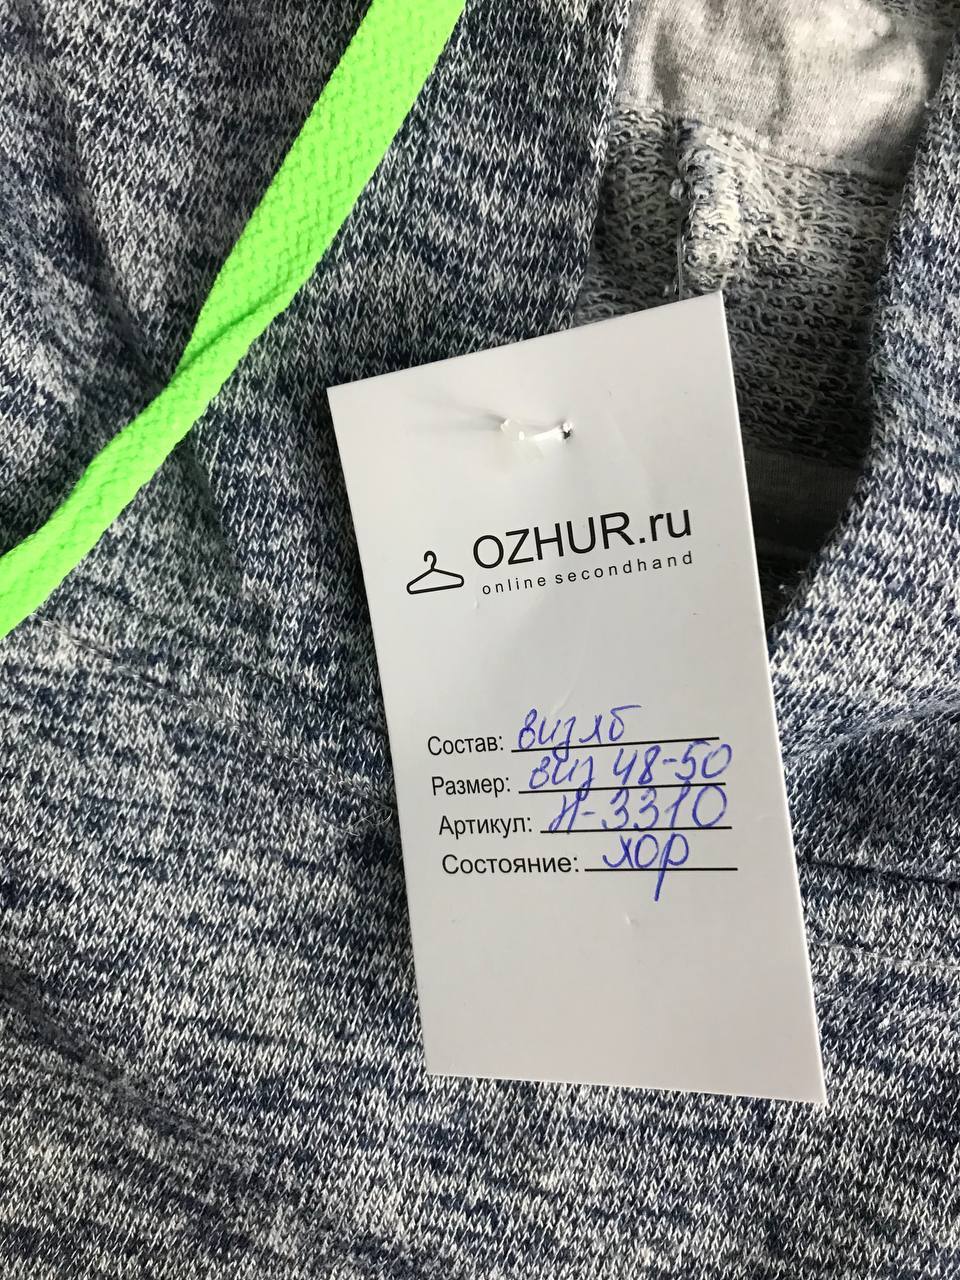 OZHUR.ru
online secondhand
Состав: виз хб
Размер: виз 48-50
Артикул: Н-3310
Состояние: хор